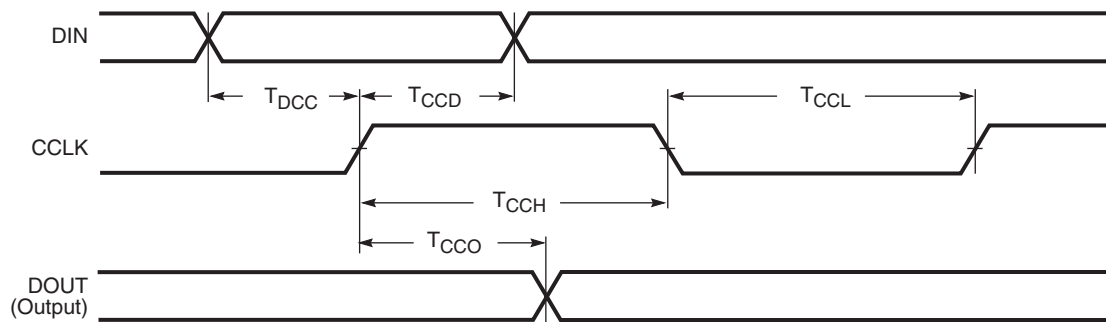 DIN
TDCC
TCCD
TCCL
CCLK
TCCH
TCCO
DOUT
(Output)